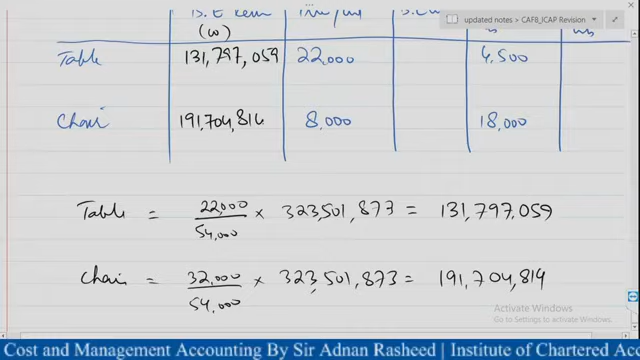 updated notes > CAF8_ICAP Revision
(W)
Table 131,797,059 22,000 4,500
Chair 191,704,814 8,000 18,000
Table = 22,000 / 54,000 × 323,501,873 = 131,797,059
Chair = 32,000 / 54,000 × 323,501,873 = 191,704,814
Activate Windows
Go to Settings to activate Windows.
Cost and Management Accounting By Sir Adnan Rasheed | Institute of Chartered Acc